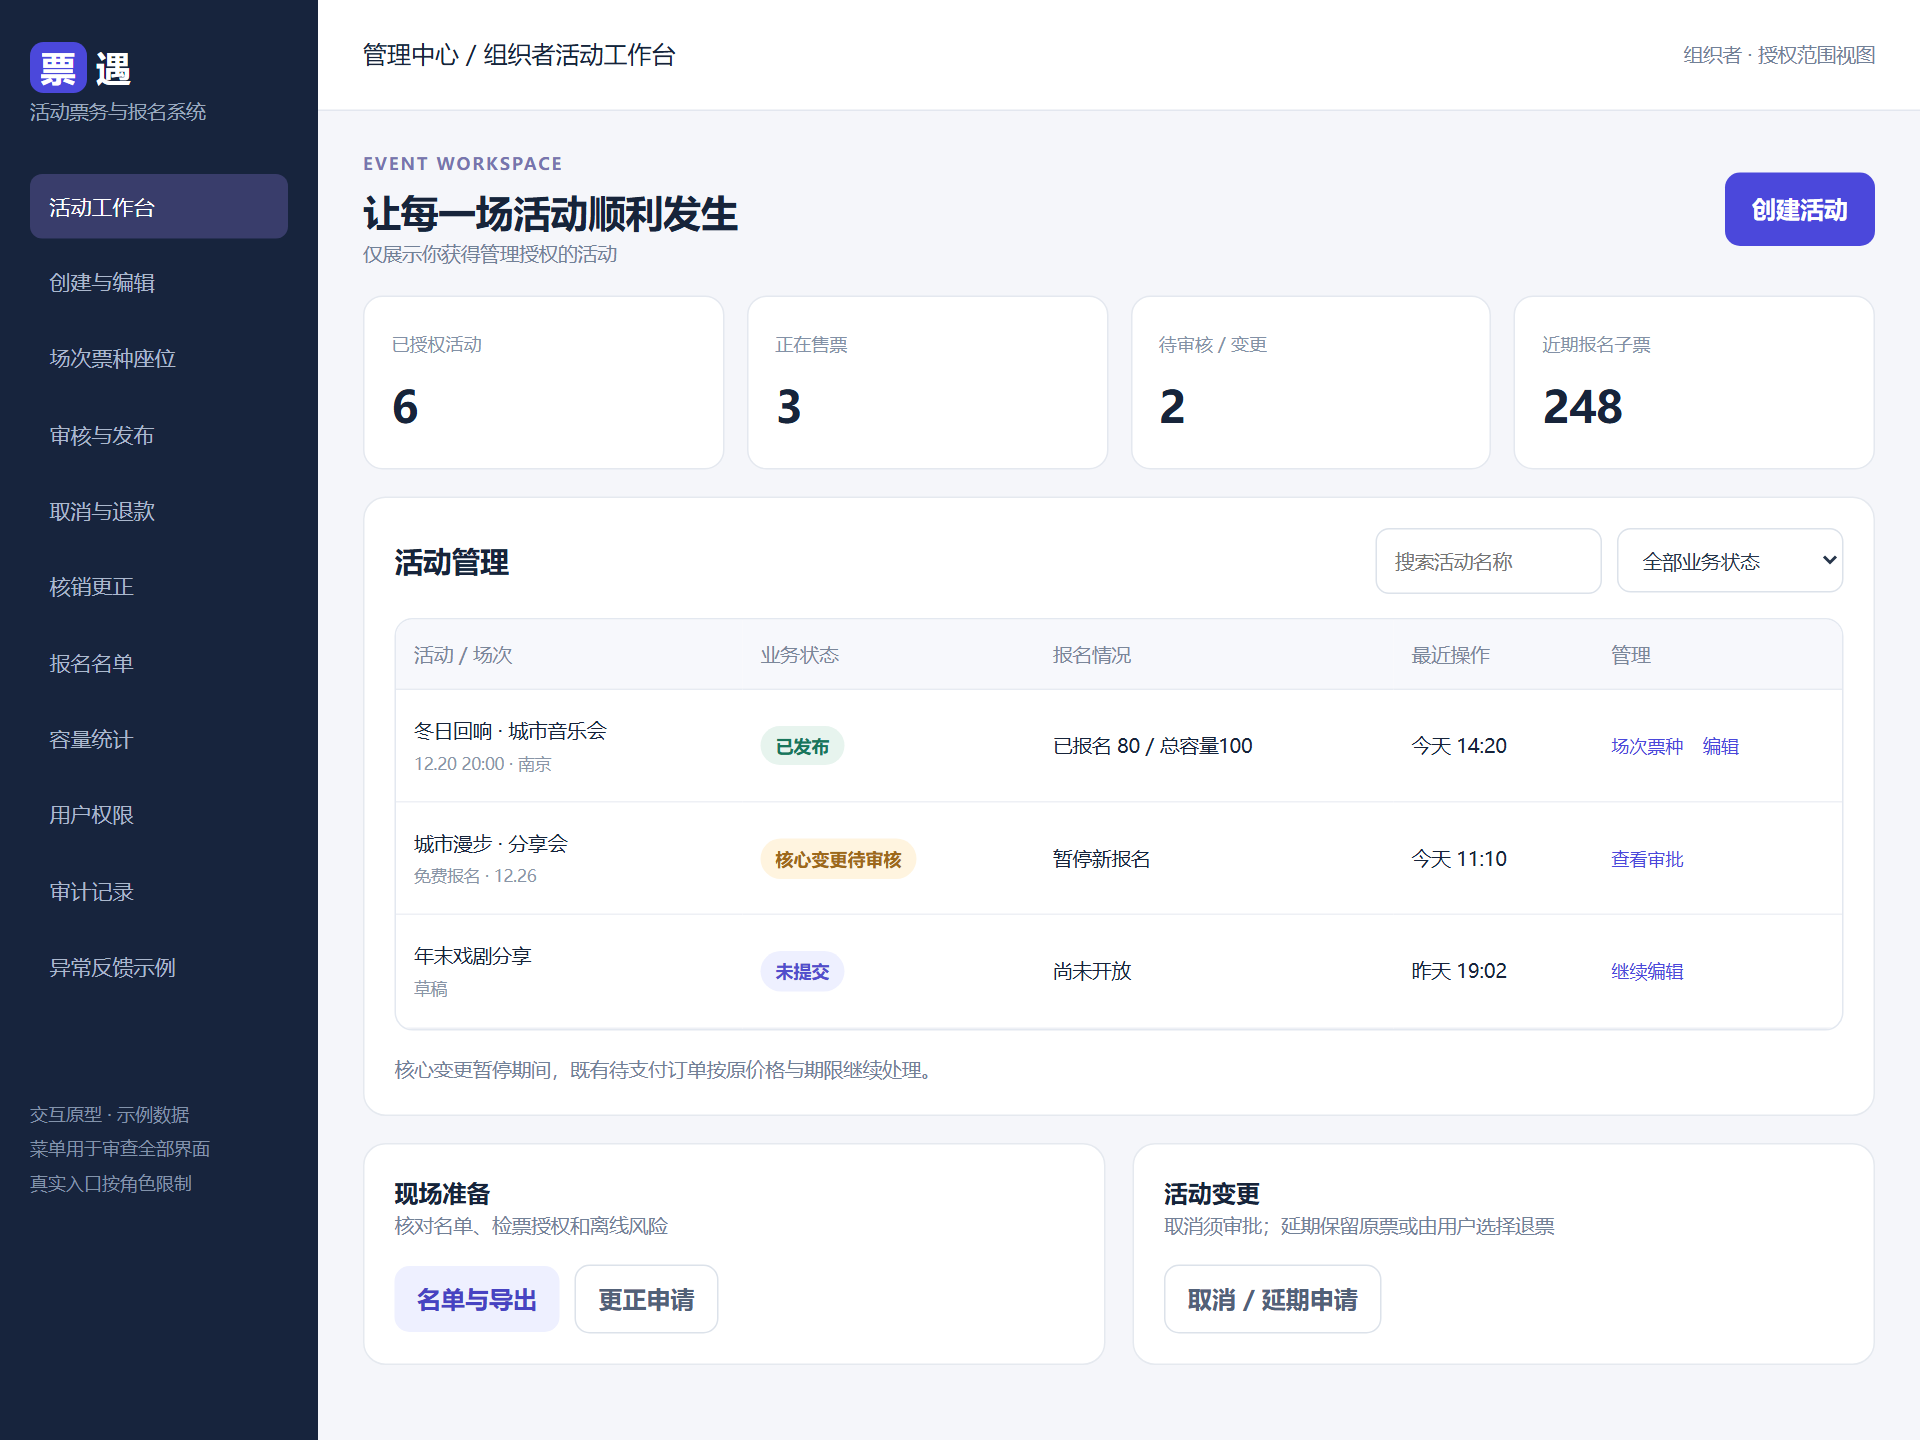 票 遇
活动票务与报名系统
活动工作台
创建与编辑
场次票种座位
审核与发布
取消与退款
核销更正
报名名单
容量统计
用户权限
审计记录
异常反馈示例
交互原型 · 示例数据
菜单用于审查全部界面
真实入口按角色限制
管理中心 / 组织者活动工作台
组织者 · 授权范围视图
EVENT WORKSPACE
让每一场活动顺利发生
仅展示你获得管理授权的活动
创建活动
已授权活动
6
正在售票
3
待审核 / 变更
2
近期报名子票
248
活动管理
搜索活动名称
全部业务状态
活动 / 场次 业务状态 报名情况 最近操作 管理
冬日回响 · 城市音乐会
12.20 20:00 · 南京
已发布
已报名 80 / 总容量100
今天 14:20
场次票种 编辑
城市漫步 · 分享会
免费报名 · 12.26
核心变更待审核
暂停新报名
今天 11:10
查看审批
年末戏剧分享
草稿
未提交
尚未开放
昨天 19:02
继续编辑
核心变更暂停期间，既有待支付订单按原价格与期限继续处理。
现场准备
核对名单、检票授权和离线风险
名单与导出 更正申请
活动变更
取消须审批；延期保留原票或由用户选择退票
取消 / 延期申请